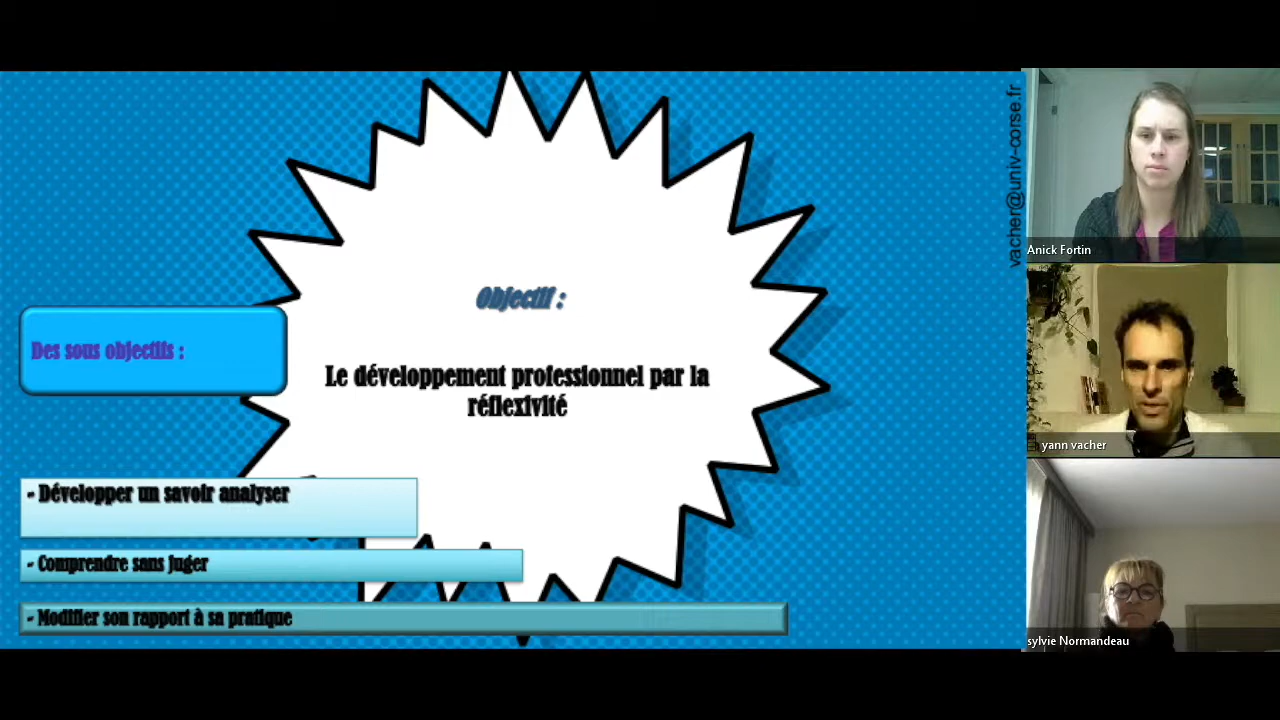 Objectif :
Le développement professionnel par la
réflexivité
Des sous objectifs :
- Développer un savoir analyser
- Comprendre sans juger
- Modifier son rapport à sa pratique
vacher@univ-corse.fr
Anick Fortin
yann vacher
sylvie Normandeau